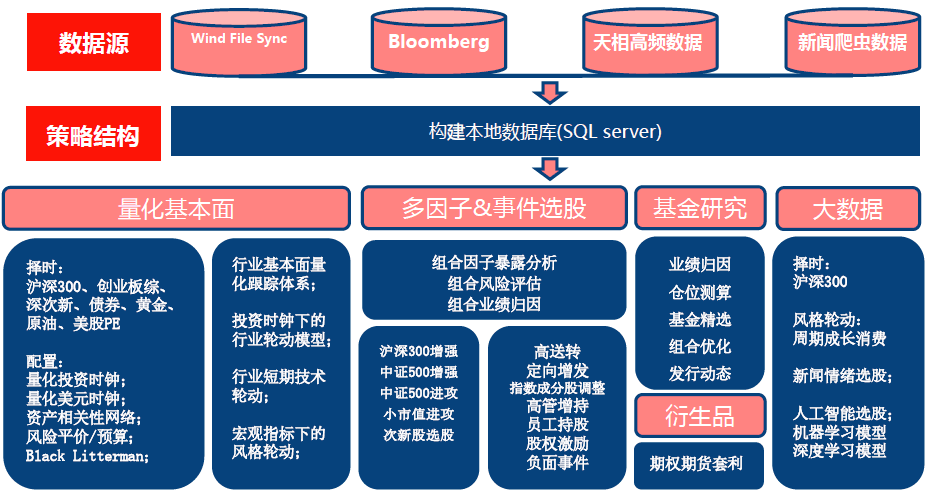 数据源
Wind File Sync
Bloomberg
天相高频数据
新闻爬虫数据
策略结构
构建本地数据库(SQL server)
量化基本面
择时：
沪深300、创业板综、
深次新、债券、黄金、
原油、美股PE
配置：
量化投资时钟；
量化美元时钟；
资产相关性网络；
风险平价/预算；
Black Litterman；
行业基本面量
化跟踪体系；
投资时钟下的
行业轮动模型；
行业短期技术
轮动；
宏观指标下的
风格轮动；
多因子&事件选股
组合因子暴露分析
组合风险评估
组合业绩归因
沪深300增强
中证500增强
中证500进攻
小市值进攻
次新股选股
高送转
定向增发
指数成分股调整
高管增持
员工持股
股权激励
负面事件
基金研究
业绩归因
仓位测算
基金精选
组合优化
发行动态
衍生品
期权期货套利
大数据
择时：
沪深300
风格轮动：
周期成长消费
新闻情绪选股；
人工智能选股；
机器学习模型
深度学习模型